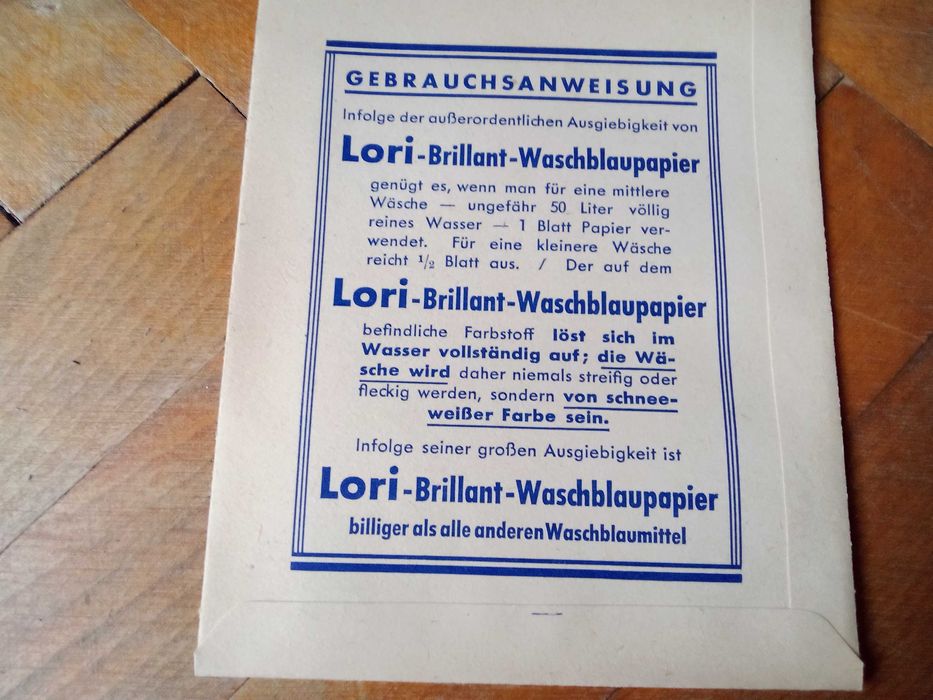 GEBRAUCHSANWEISUNG
Infolge der außerordentlichen Ausgiebigkeit von
Lori-Brillant-Waschblaupapier
genügt es, wenn man für eine mittlere
Wäsche — ungefähr 50 Liter völlig
reines Wasser — 1 Blatt Papier ver-
wendet. Für eine kleinere Wäsche
reicht ½ Blatt aus. / Der auf dem
Lori-Brillant-Waschblaupapier
befindliche Farbstoff löst sich im
Wasser vollständig auf; die Wä-
sche wird daher niemals streifig oder
fleckig werden, sondern von schnee-
weißer Farbe sein.
Infolge seiner großen Ausgiebigkeit ist
Lori-Brillant-Waschblaupapier
billiger als alle anderen Waschblaumittel